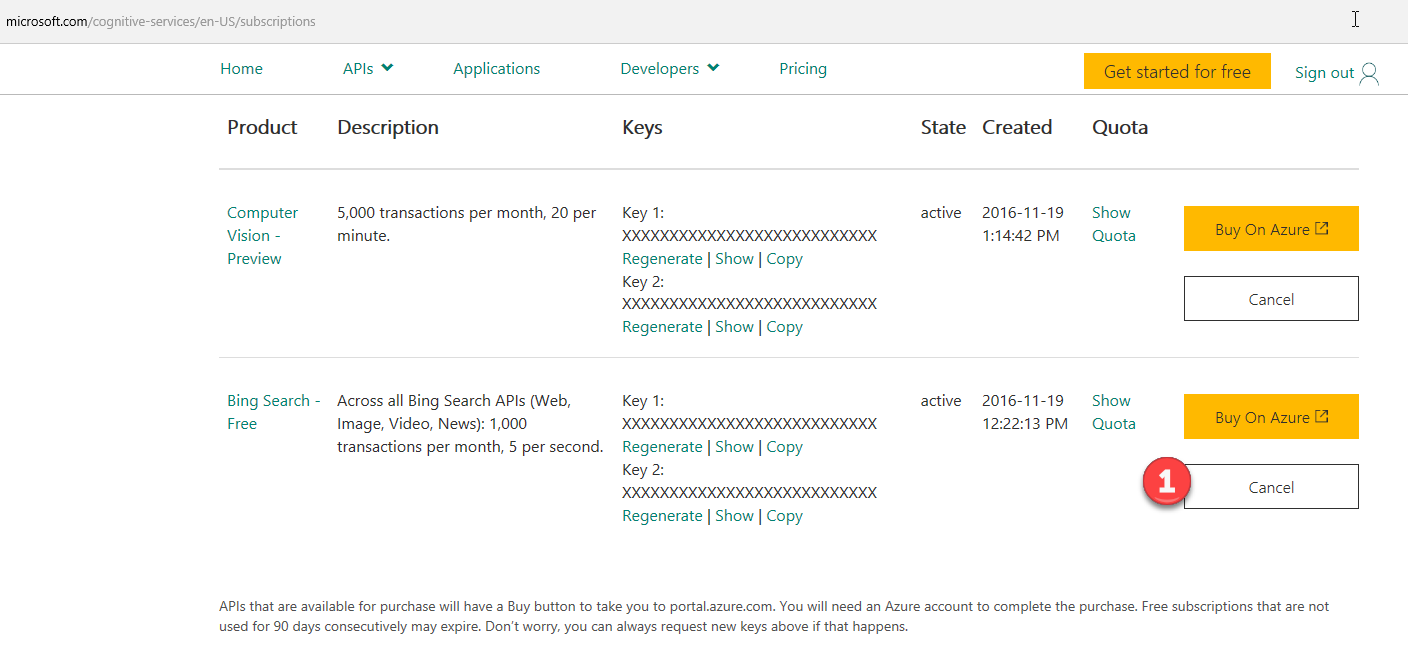 microsoft.com/cognitive-services/en-US/subscriptions
Home APIs Applications Developers Pricing Get started for free Sign out
Product Description Keys State Created Quota
Computer Vision - Preview
5,000 transactions per month, 20 per
minute.
Key 1:
XXXXXXXXXXXXXXXXXXXXXXXXXXX
Regenerate | Show | Copy
Key 2:
XXXXXXXXXXXXXXXXXXXXXXXXXXX
Regenerate | Show | Copy
active
2016-11-19
1:14:42 PM
Show
Quota
Buy On Azure
Cancel
Bing Search -
Free
Across all Bing Search APIs (Web,
Image, Video, News): 1,000
transactions per month, 5 per second.
Key 1:
XXXXXXXXXXXXXXXXXXXXXXXXXXX
Regenerate | Show | Copy
Key 2:
XXXXXXXXXXXXXXXXXXXXXXXXXXX
Regenerate | Show | Copy
active
2016-11-19
12:22:13 PM
Show
Quota
Buy On Azure
1
Cancel
APIs that are available for purchase will have a Buy button to take you to portal.azure.com. You will need an Azure account to complete the purchase. Free subscriptions that are not
used for 90 days consecutively may expire. Don’t worry, you can always request new keys above if that happens.